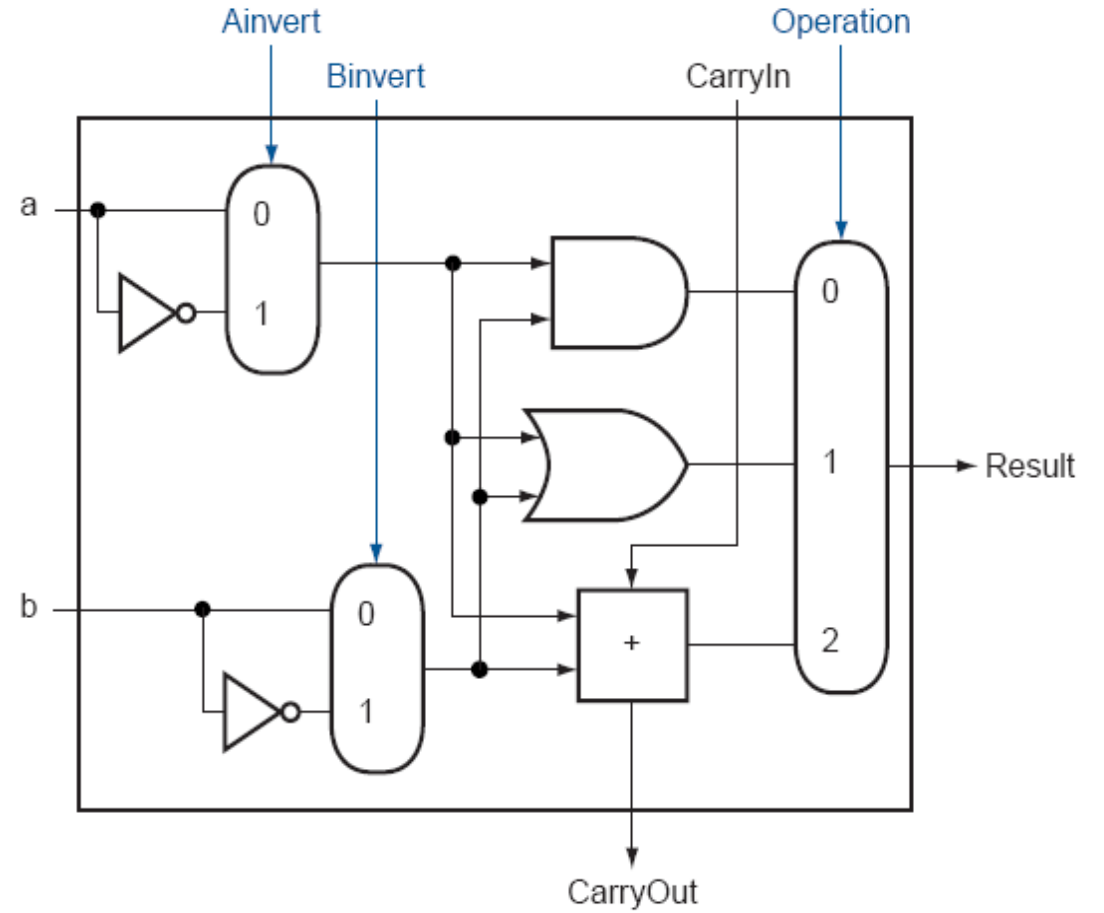 Ainvert
Operation
Binvert
CarryIn
a
0
1
0
1
Result
b
0
1
+
2
CarryOut